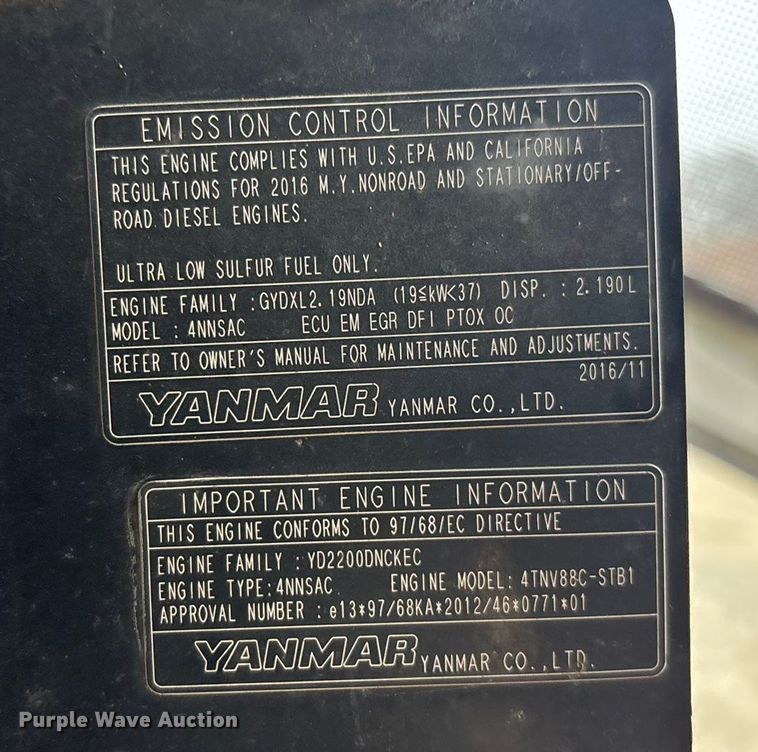 EMISSION CONTROL INFORMATION
THIS ENGINE COMPLIES WITH U.S.EPA AND CALIFORNIA
REGULATIONS FOR 2016 M.Y.NONROAD AND STATIONARY/OFF-
ROAD DIESEL ENGINES.
ULTRA LOW SULFUR FUEL ONLY.
ENGINE FAMILY :GYDXL2.19NDA (19≦kW<37) DISP. : 2.190L
MODEL : 4NNSAC ECU EM EGR DFI PTOX OC
REFER TO OWNER'S MANUAL FOR MAINTENANCE AND ADJUSTMENTS.
2016/11
YANMAR YANMAR CO.,LTD.
IMPORTANT ENGINE INFORMATION
THIS ENGINE CONFORMS TO 97/68/EC DIRECTIVE
ENGINE FAMILY : YD2200DNCKEC
ENGINE TYPE:4NNSAC ENGINE MODEL: 4TNV88C-STB1
APPROVAL NUMBER : e13*97/68KA*2012/46*0771*01
YANMAR YANMAR CO.,LTD.
Purple Wave Auction